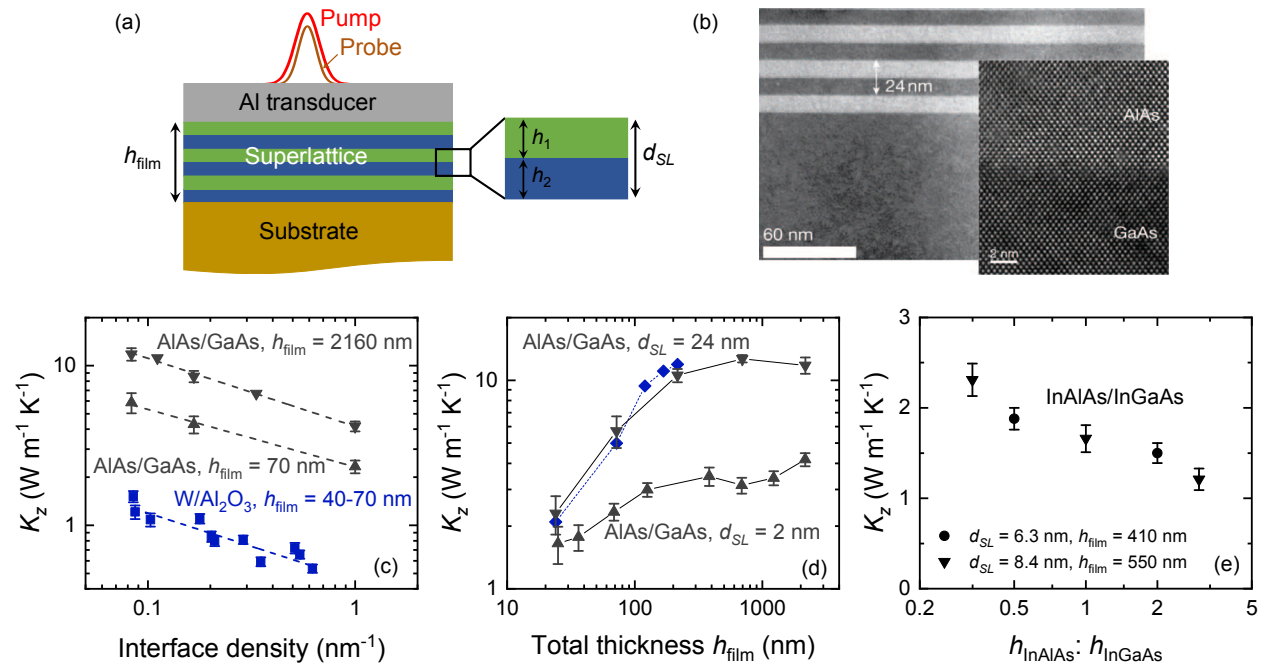 (a)
Pump
Probe
Al transducer
h_film
Superlattice
h_1
h_2
d_SL
Substrate
(b)
24 nm
60 nm
AlAs
GaAs
2 nm
10
1
K_z (W m^-1 K^-1)
AlAs/GaAs, h_film = 2160 nm
AlAs/GaAs, h_film = 70 nm
W/Al_2O_3, h_film = 40-70 nm
(c)
0.1 1
Interface density (nm^-1)
10
1
K_z (W m^-1 K^-1)
AlAs/GaAs, d_SL = 24 nm
AlAs/GaAs, d_SL = 2 nm
(d)
10 100 1000
Total thickness h_film (nm)
3
2
1
0
K_z (W m^-1 K^-1)
InAlAs/InGaAs
d_SL = 6.3 nm, h_film = 410 nm
d_SL = 8.4 nm, h_film = 550 nm
(e)
0.2 0.5 1 2 5
h_InAlAs: h_InGaAs